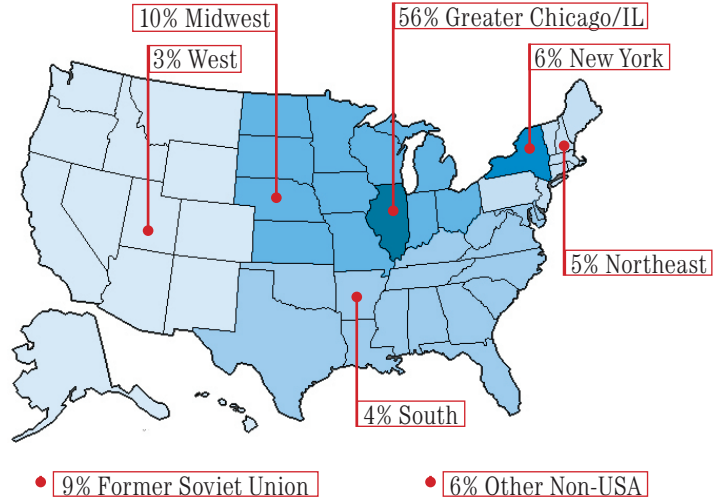 10% Midwest
56% Greater Chicago/IL
3% West
6% New York
5% Northeast
4% South
9% Former Soviet Union
6% Other Non-USA